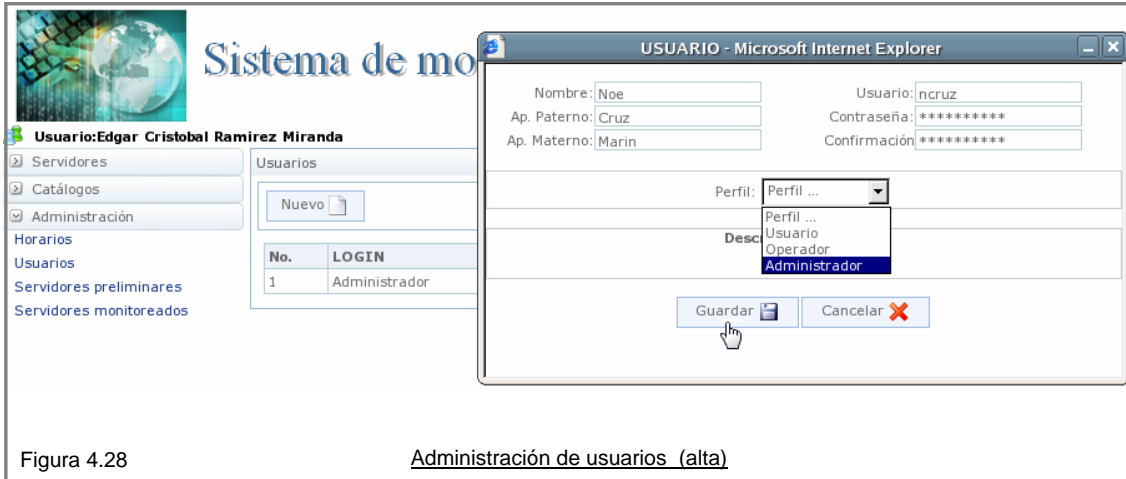 Sistema de mo
Usuario:Edgar Cristobal Ramirez Miranda
Servidores
Catálogos
Administración
Horarios
Usuarios
Servidores preliminares
Servidores monitoreados
Usuarios
Nuevo
No. LOGIN
1 Administrador
USUARIO - Microsoft Internet Explorer
Nombre: Noe Usuario: ncruz
Ap. Paterno: Cruz Contraseña: **********
Ap. Materno: Marin Confirmación **********
Perfil: Perfil ...
Perfil ...
Usuario
Operador
Administrador
Desc
Guardar Cancelar
Figura 4.28 Administración de usuarios (alta)